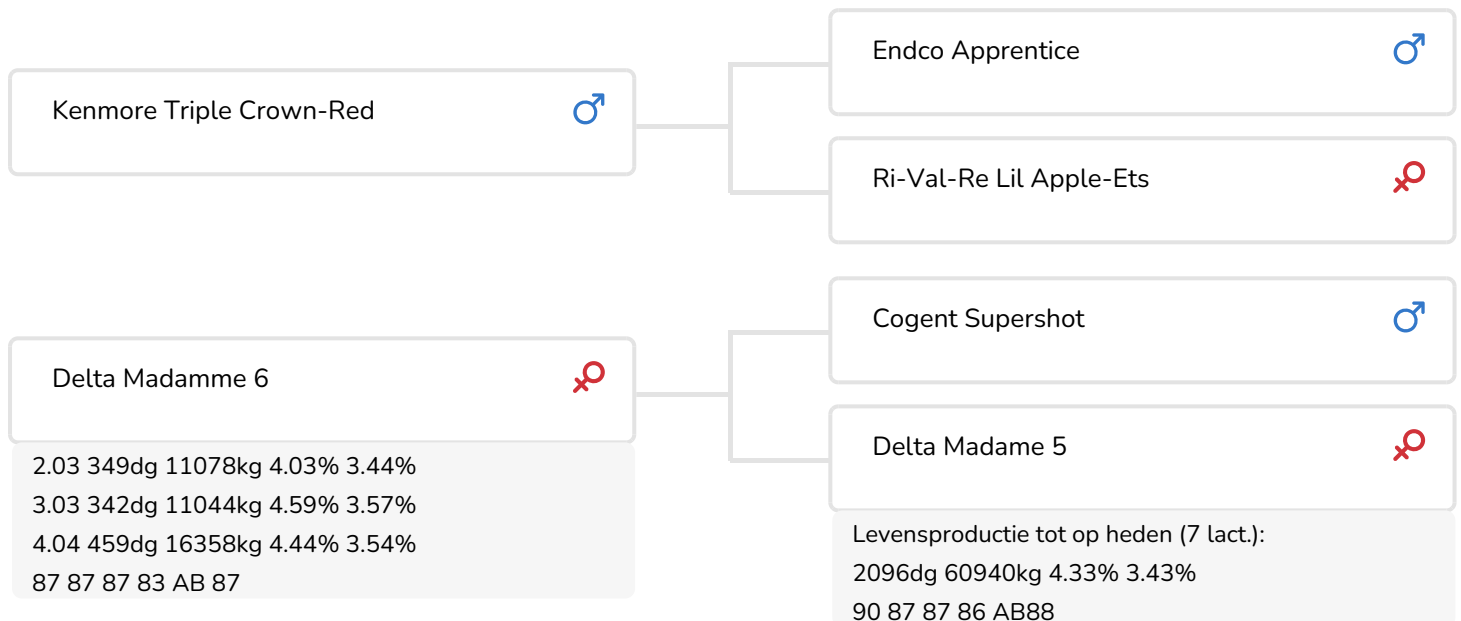 Endco Apprentice
Kenmore Triple Crown-Red
Ri-Val-Re Lil Apple-Ets
Cogent Supershot
Delta Madamme 6
2.03 349dg 11078kg 4.03% 3.44%
3.03 342dg 11044kg 4.59% 3.57%
4.04 459dg 16358kg 4.44% 3.54%
87 87 87 83 AB 87
Delta Madame 5
Levensproductie tot op heden (7 lact.):
2096dg 60940kg 4.33% 3.43%
90 87 87 86 AB88